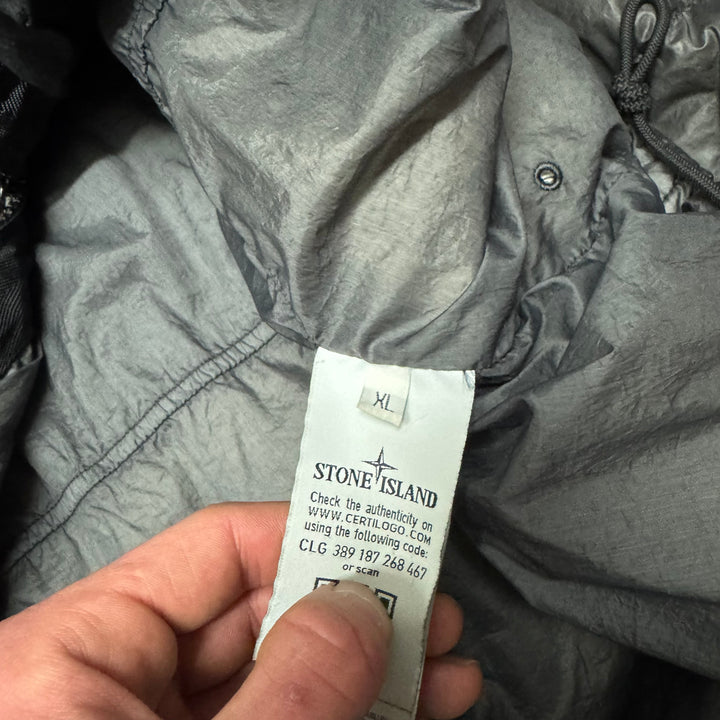 XL
STONE ISLAND
Check the authenticity on
WWW.CERTILOGO.COM
using the following code:
CLG 389 187 268 467
or scan